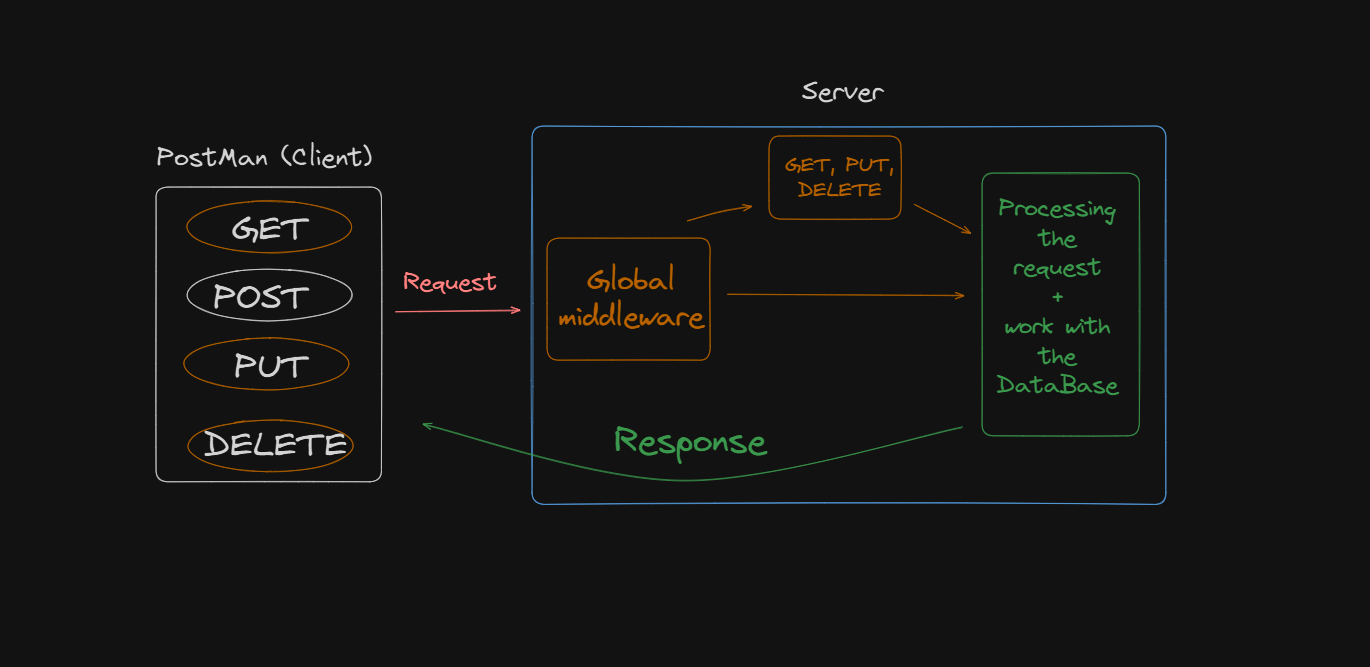 PostMan (Client)
GET
POST
PUT
DELETE
Request
Server
Global
middleware
GET, PUT,
DELETE
Processing
the
request
+
work with
the
DataBase
Response